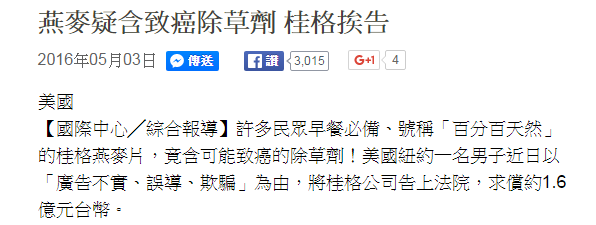 燕麥疑含致癌除草劑 桂格挨告
2016年05月03日 傳送 讚 3,015 G+1 4
美國
【國際中心╱綜合報導】許多民眾早餐必備、號稱「百分百天然」
的桂格燕麥片，竟含可能致癌的除草劑！美國紐約一名男子近日以
「廣告不實、誤導、欺騙」為由，將桂格公司告上法院，求償約1.6
億元台幣。